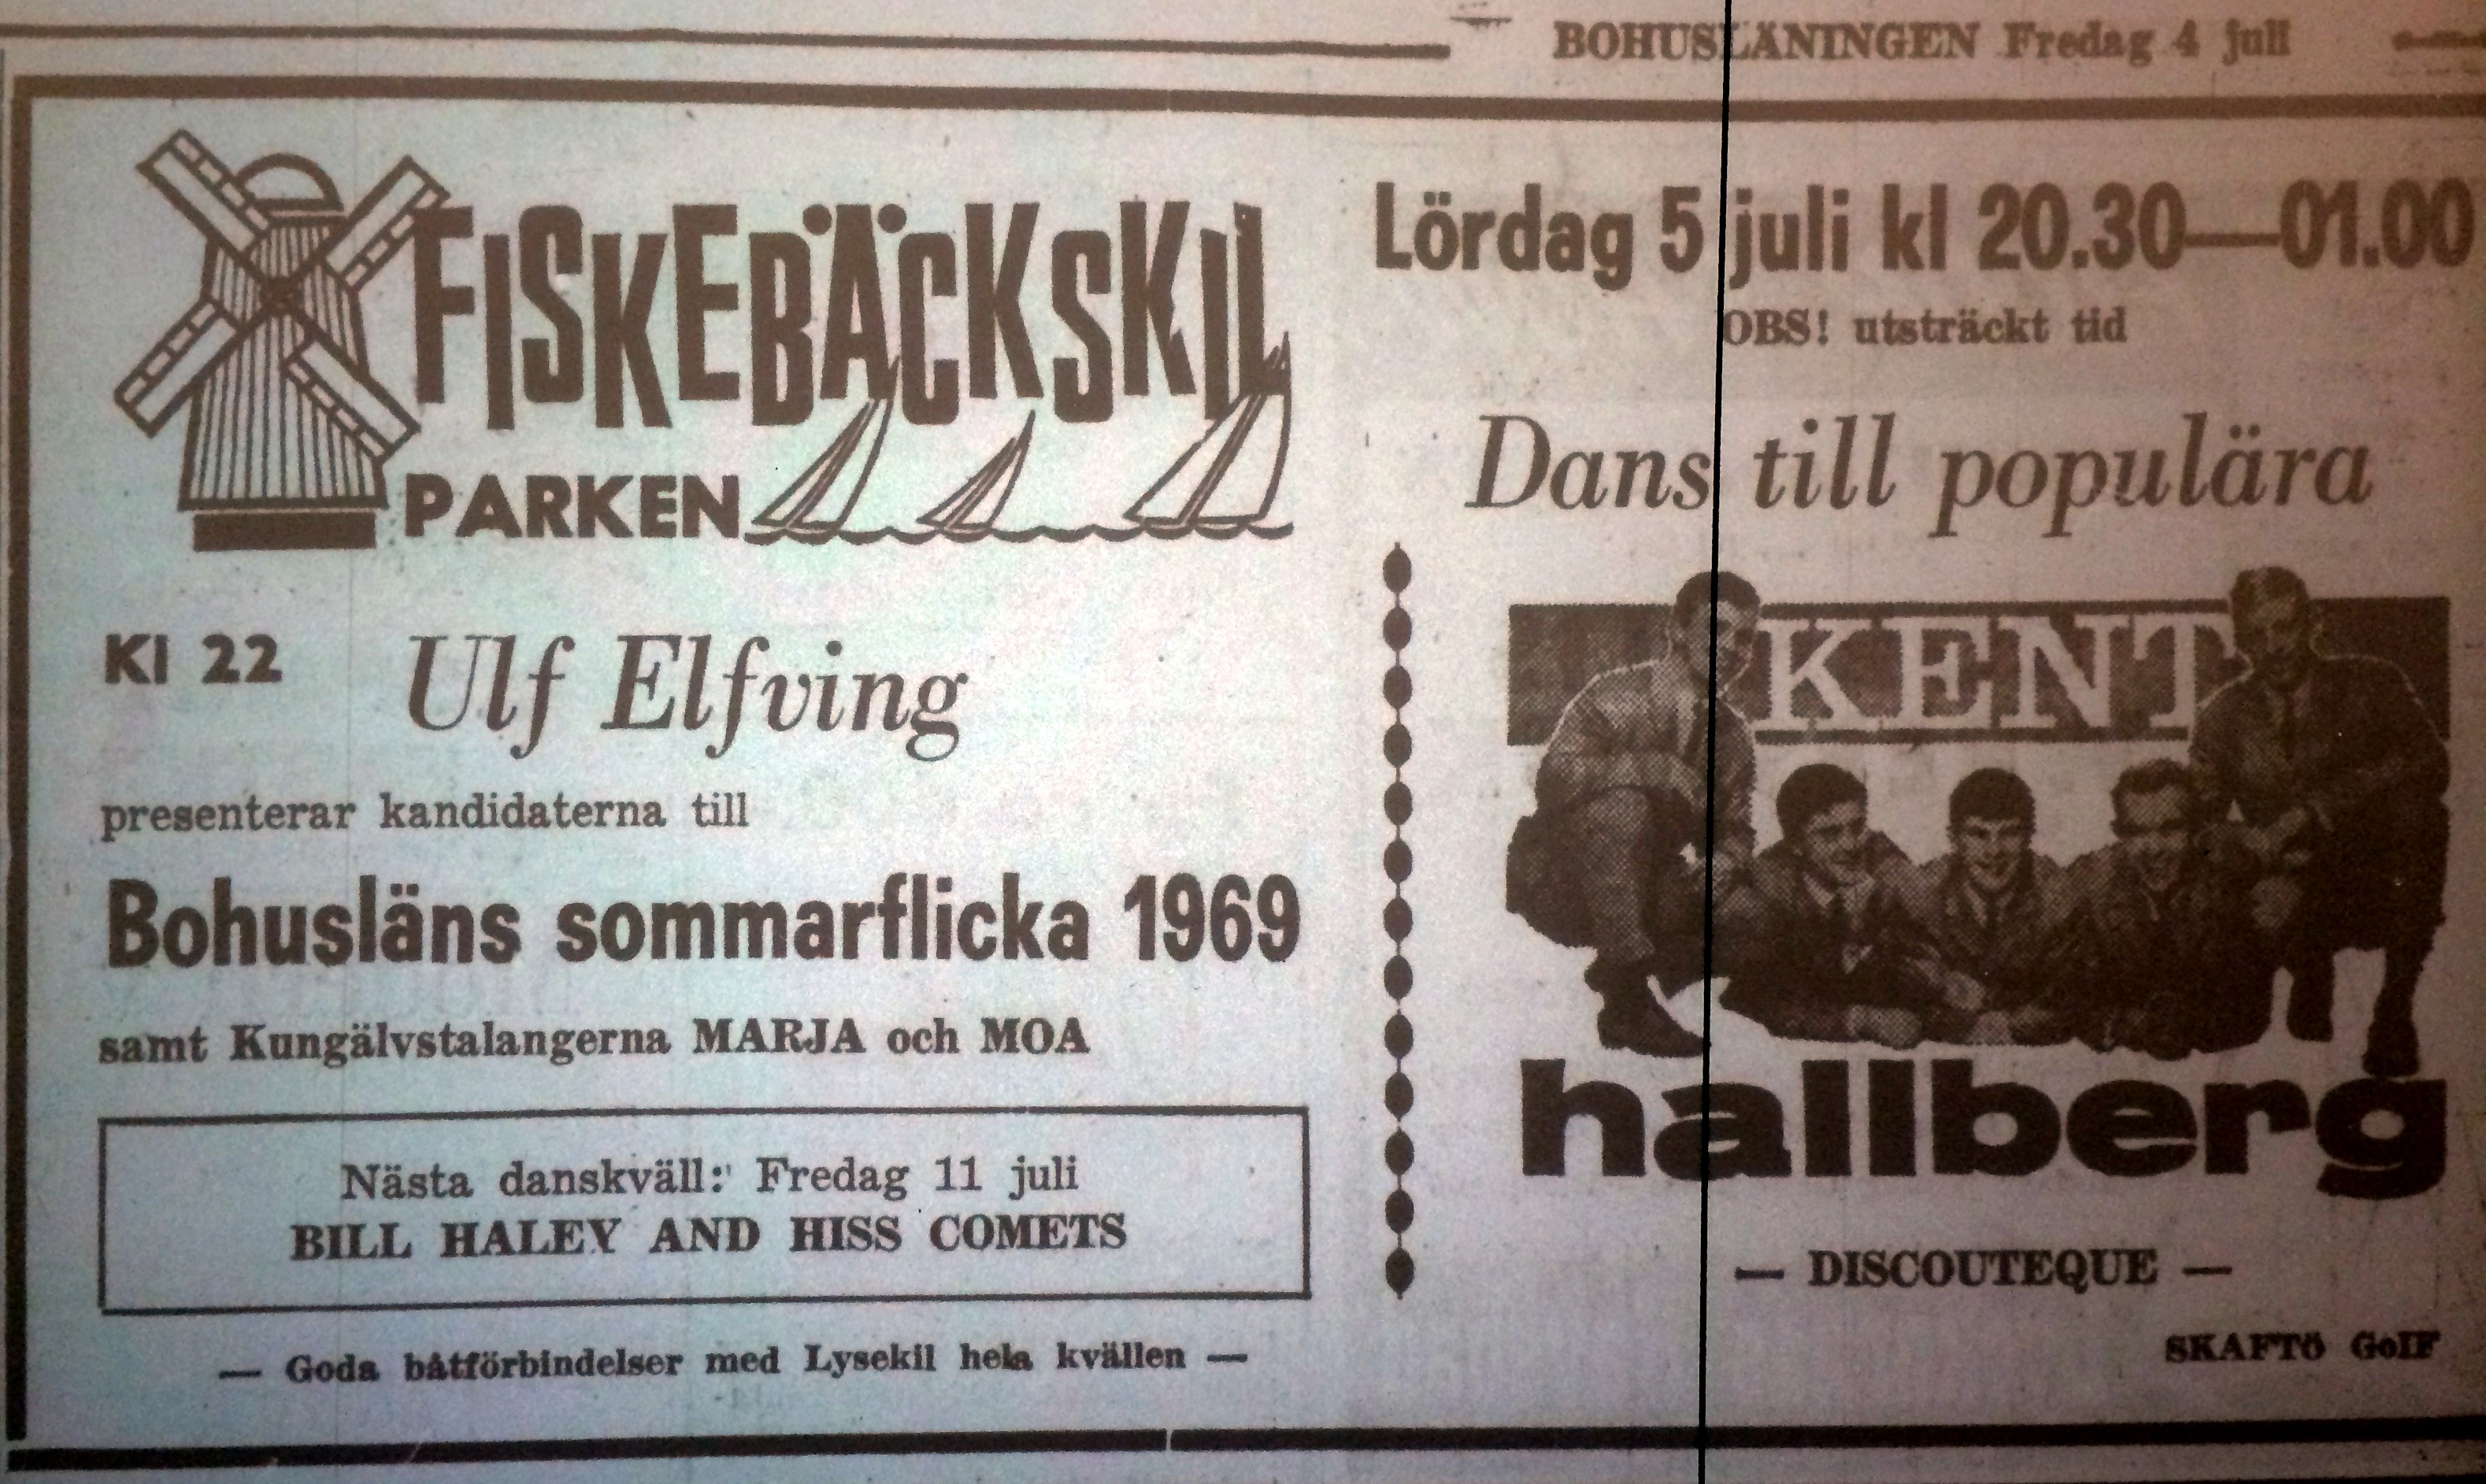 BOHUSLÄNINGEN Fredag 4 juli
FISKEBÄCKSKIL
PARKEN
Kl 22 Ulf Elfving
presenterar kandidaterna till
Bohusläns sommarflicka 1969
samt Kungälvstalangerna MARJA och MOA
Nästa danskväll: Fredag 11 juli
BILL HALEY AND HISS COMETS
— Goda båtförbindelser med Lysekil hela kvällen —
Lördag 5 juli kl 20.30—01.00
OBS! utsträckt tid
Dans till populära
KENT
hallberg
— DISCOUTEQUE —
SKAFTÖ GoIF